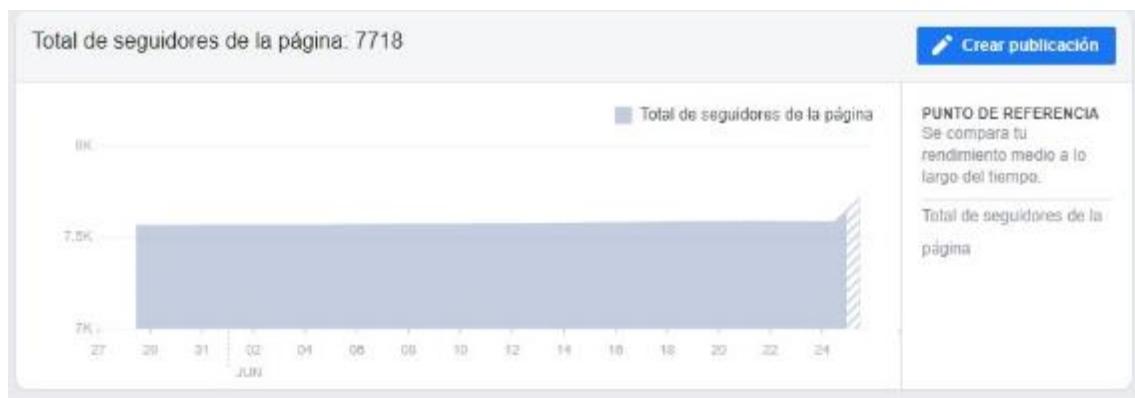 Total de seguidores de la página: 7718
Crear publicación
Total de seguidores de la página
8K
7.5K
7K
27 29 31 02 04 06 08 10 12 14 16 18 20 22 24
JUN
PUNTO DE REFERENCIA
Se compara tu
rendimiento medio a lo
largo del tiempo.
Total de seguidores de la
página